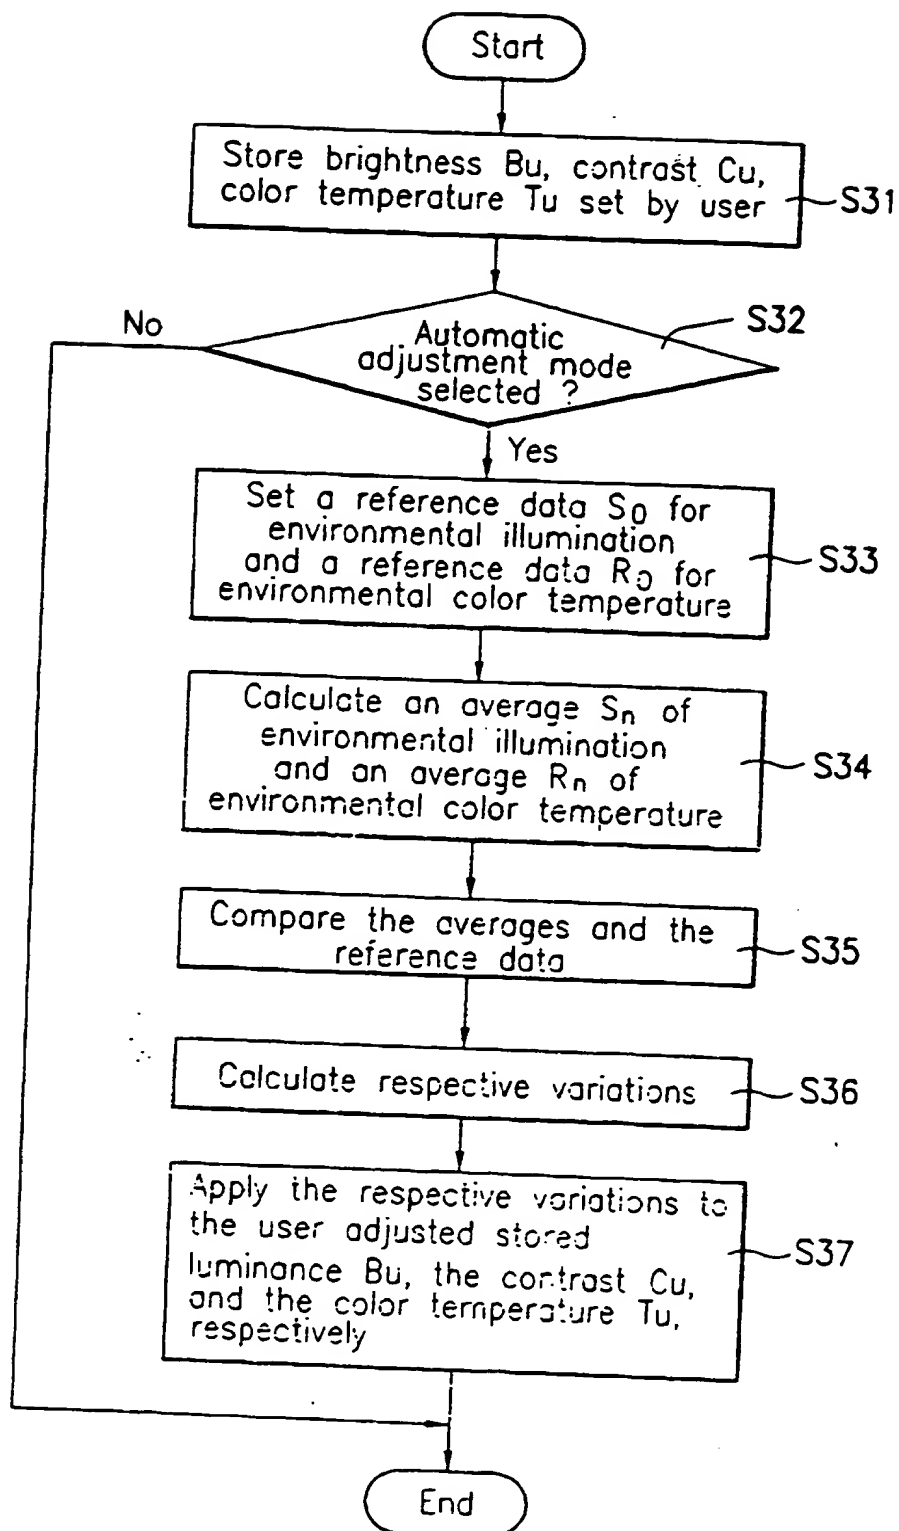 Start
Store brightness Bu, contrast Cu,
color temperature Tu set by user
S31
No
S32
Automatic
adjustment mode
selected ?
Yes
Set a reference data S0 for
environmental illumination
and a reference data R0 for
environmental color temperature
S33
Calculate an average Sn of
environmental illumination
and an average Rn of
environmental color temperature
S34
Compare the averages and the
reference data
S35
Calculate respective variations
S36
Apply the respective variations to
the user adjusted stored
luminance Bu, the contrast Cu,
and the color temperature Tu,
respectively
S37
End